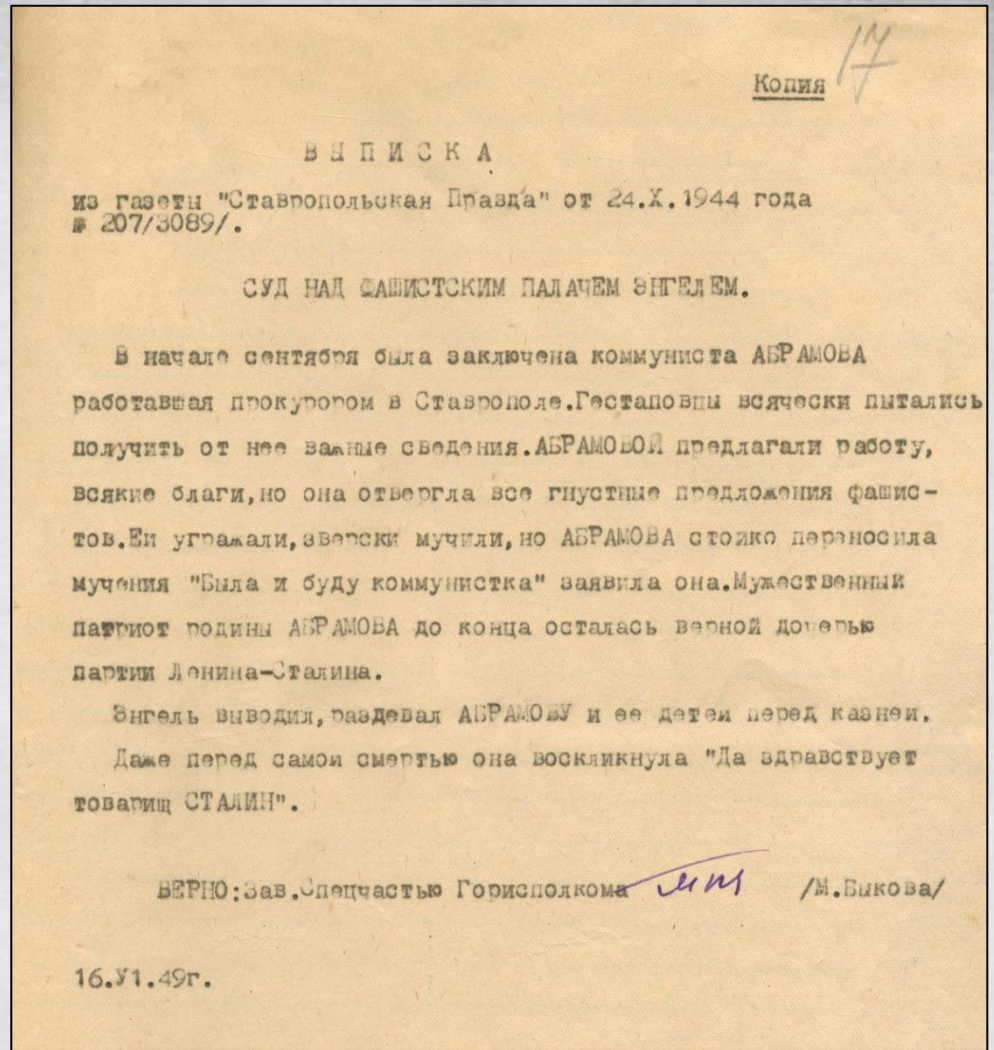 17
Копия
ВЫПИСКА
из газеты "Ставропольская Правда" от 24.Х.1944 года
№ 207/3089/.
СУД НАД ФАШИСТСКИМ ПАЛАЧЕМ ЭНГЕЛЕМ.
В начале сентября была заключена коммуниста АБРАМОВА
работавшая прокурором в Ставрополе.Гестаповцы всячески пытались
получить от нее важные сведения.АБРАМОВОЙ предлагали работу,
всякие благи,но она отвергла все гнустные предложения фашис-
тов.Ей угражали,зверски мучили,но АБРАМОВА стойко переносила
мучения "Была и буду коммунистка" заявила она.Мужественный
патриот родины АБРАМОВА до конца осталась верной дочерью
партии Ленина-Сталина.
Энгель выводил,раздевал АБРАМОВУ и ее детей перед казней.
Даже перед самой смертью она воскликнула "Да здравствует
товарищ СТАЛИН".
ВЕРНО:Зав.Спецчастью Горисполкома /М.Быкова/
16.У1.49г.